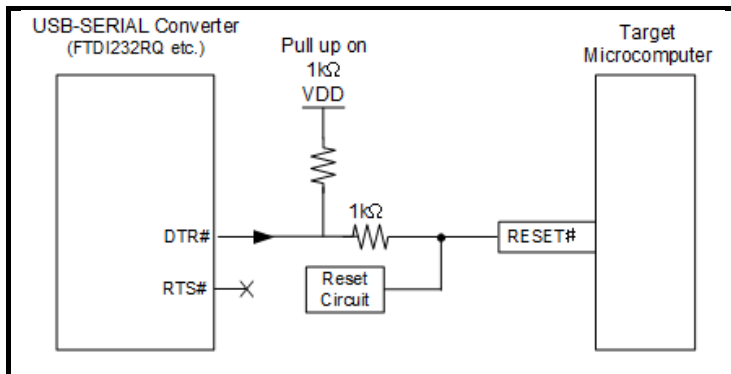 USB-SERIAL Converter
(FTDI232RQ etc.)
Pull up on
1kΩ
VDD
Target
Microcomputer
1kΩ
DTR#
RESET#
RTS#
Reset
Circuit